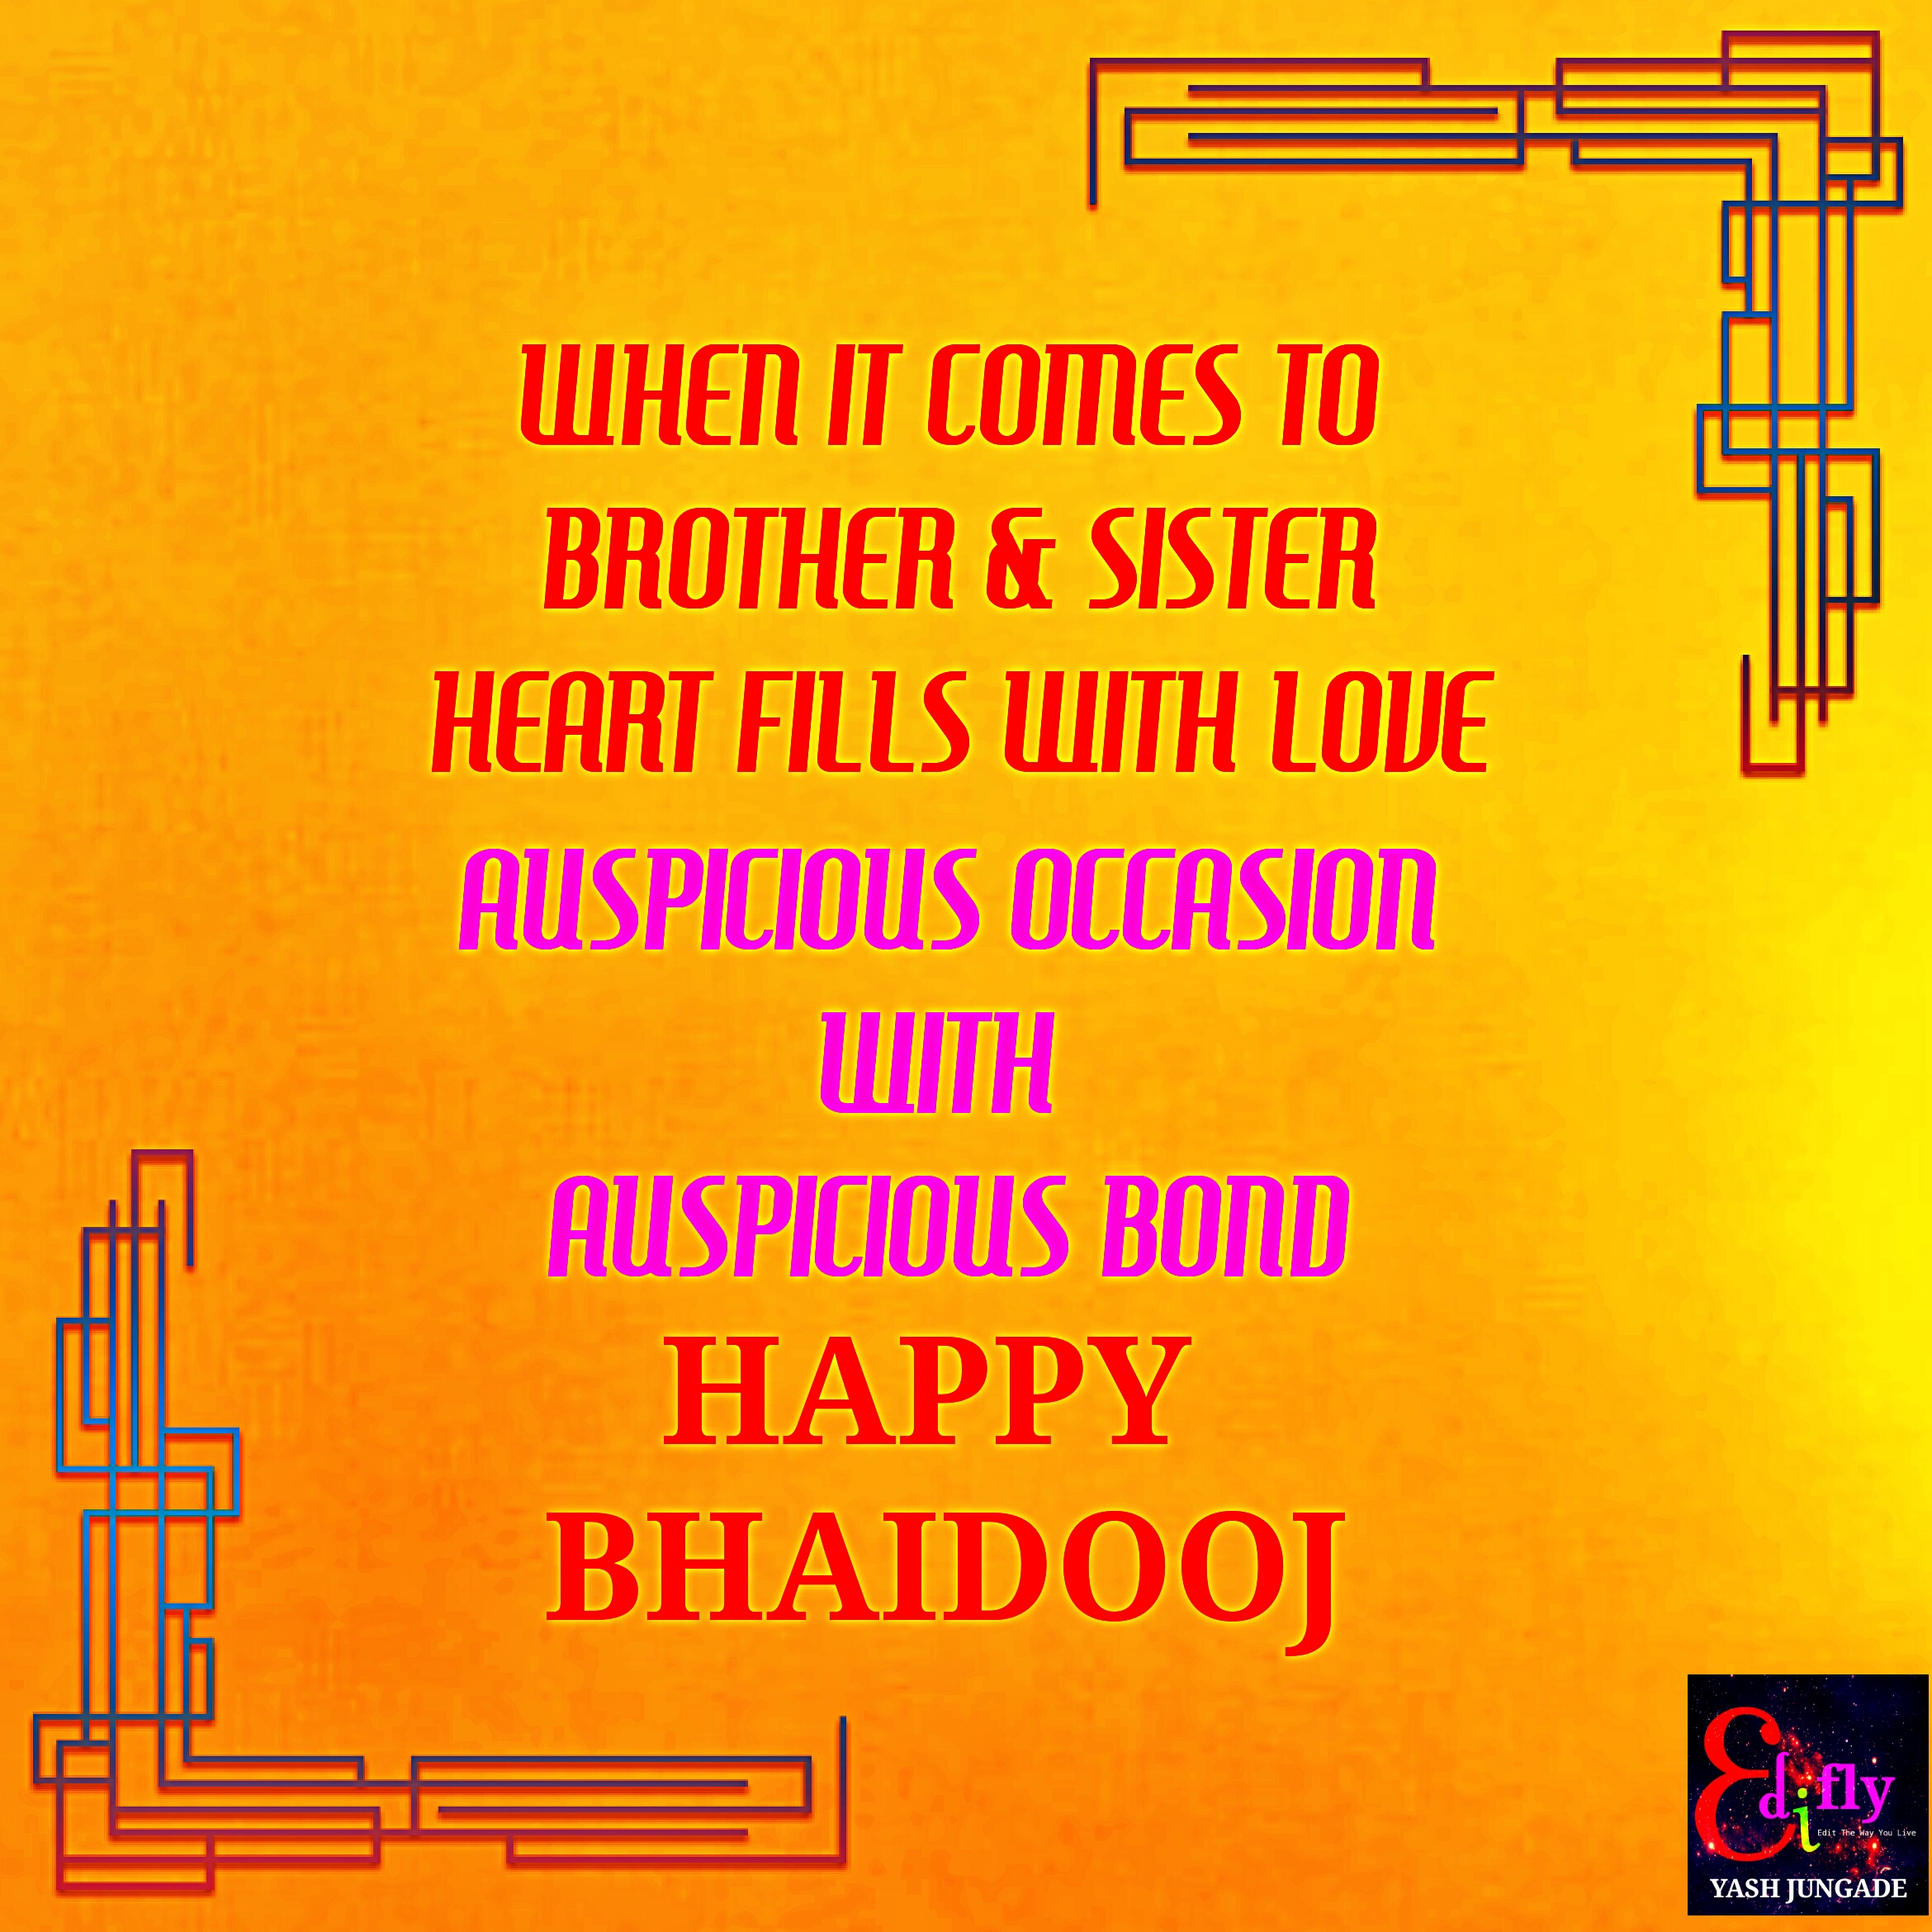 WHEN IT COMES TO
BROTHER & SISTER
HEART FILLS WITH LOVE
AUSPICIOUS OCCASION
WITH
AUSPICIOUS BOND
HAPPY
BHAIDOOJ
Edifly
Edit The Way You Live
YASH JUNGADE